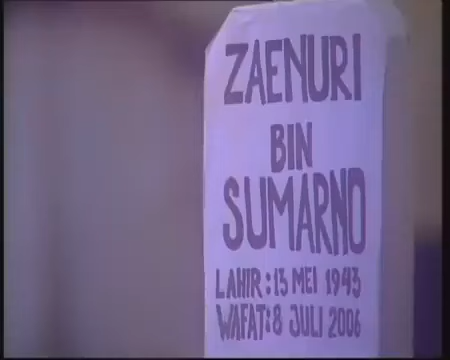 ZAENURI
BIN
SUMARNO
LAHIR : 13 MEI 1943
WAFAT : 8 JULI 2006